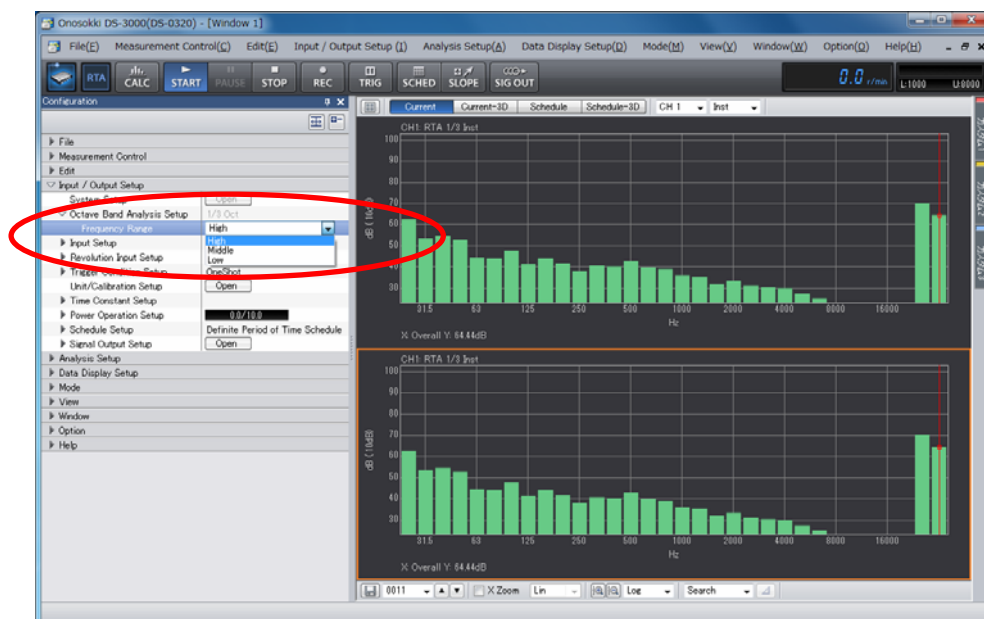 Onosokki DS-3000(DS-0320) - [Window 1]
File(F) Measurement Control(C) Edit(E) Input / Output Setup (I) Analysis Setup(A) Data Display Setup(D) Mode(M) View(V) Window(W) Option(O) Help(H)
RTA CALC START PAUSE STOP REC TRIG SCHED SLOPE SIG OUT 0.0 r/min L:1000 U:8000
Configuration
Current Current-3D Schedule Schedule-3D CH 1 Inst
File
Measurement Control
Edit
Input / Output Setup
System Setup Open
Octave Band Analysis Setup 1/3 Oct
Frequency Range High
High
Middle
Low
Input Setup
Revolution Input Setup
Trigger Condition Setup OneShot
Unit/Calibration Setup Open
Time Constant Setup
Power Operation Setup 0.0/10.0
Schedule Setup Definite Period of Time Schedule
Signal Output Setup Open
Analysis Setup
Data Display Setup
Mode
View
Window
Option
Help
CH1: RTA 1/3 Inst
100
90
80
70
60
50
40
30
dB (10dB)
31.5 63 125 250 500 1000 2000 4000 8000 16000
Hz
X: Overall Y: 64.44dB
CH1: RTA 1/3 Inst
100
90
80
70
60
50
40
30
dB (10dB)
31.5 63 125 250 500 1000 2000 4000 8000 16000
Hz
X: Overall Y: 64.44dB
0011 X Zoom Lin Log Search